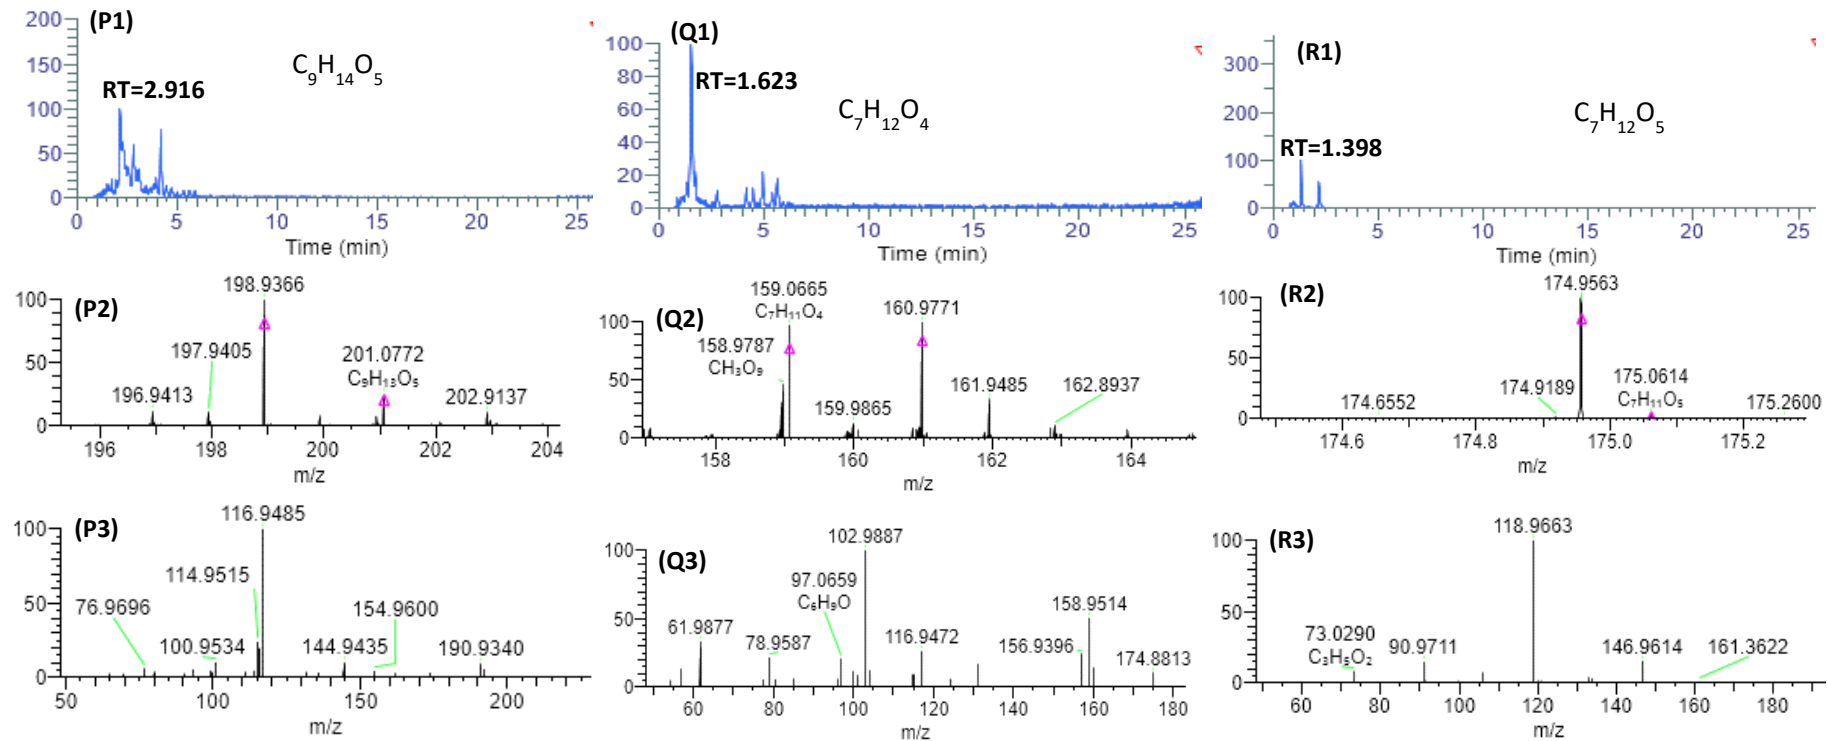 (P1)
C9H14O5
RT=2.916
200
150
100
50
0
0 5 10 15 20 25
Time (min)
(Q1)
RT=1.623
C7H12O4
100
80
60
40
20
0
0 5 10 15 20 25
Time (min)
(R1)
C7H12O5
RT=1.398
300
200
100
0
0 5 10 15 20 25
Time (min)
(P2)
198.9366
197.9405
196.9413
201.0772
C9H13O5
202.9137
100
50
0
196 198 200 202 204
m/z
(Q2)
159.0665
C7H11O4
160.9771
158.9787
CH3O9
159.9865
161.9485
162.8937
100
50
0
158 160 162 164
m/z
(R2)
174.9563
174.6552
174.9189
175.0614
C7H11O5
175.2600
100
50
0
174.6 174.8 175.0 175.2
m/z
(P3)
116.9485
114.9515
76.9696
100.9534
144.9435
154.9600
190.9340
100
50
0
50 100 150 200
m/z
(Q3)
102.9887
97.0659
C6H9O
61.9877
78.9587
116.9472
158.9514
156.9396
174.8813
100
50
0
60 80 100 120 140 160 180
m/z
(R3)
118.9663
73.0290
C3H5O2
90.9711
146.9614
161.3622
100
50
0
60 80 100 120 140 160 180
m/z